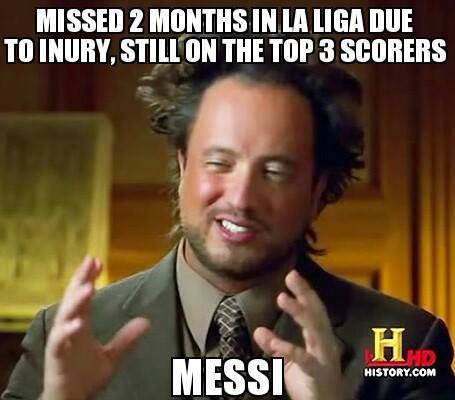 MISSED 2 MONTHS IN LA LIGA DUE
TO INURY, STILL ON THE TOP 3 SCORERS
MESSI
H HD
HISTORY.COM